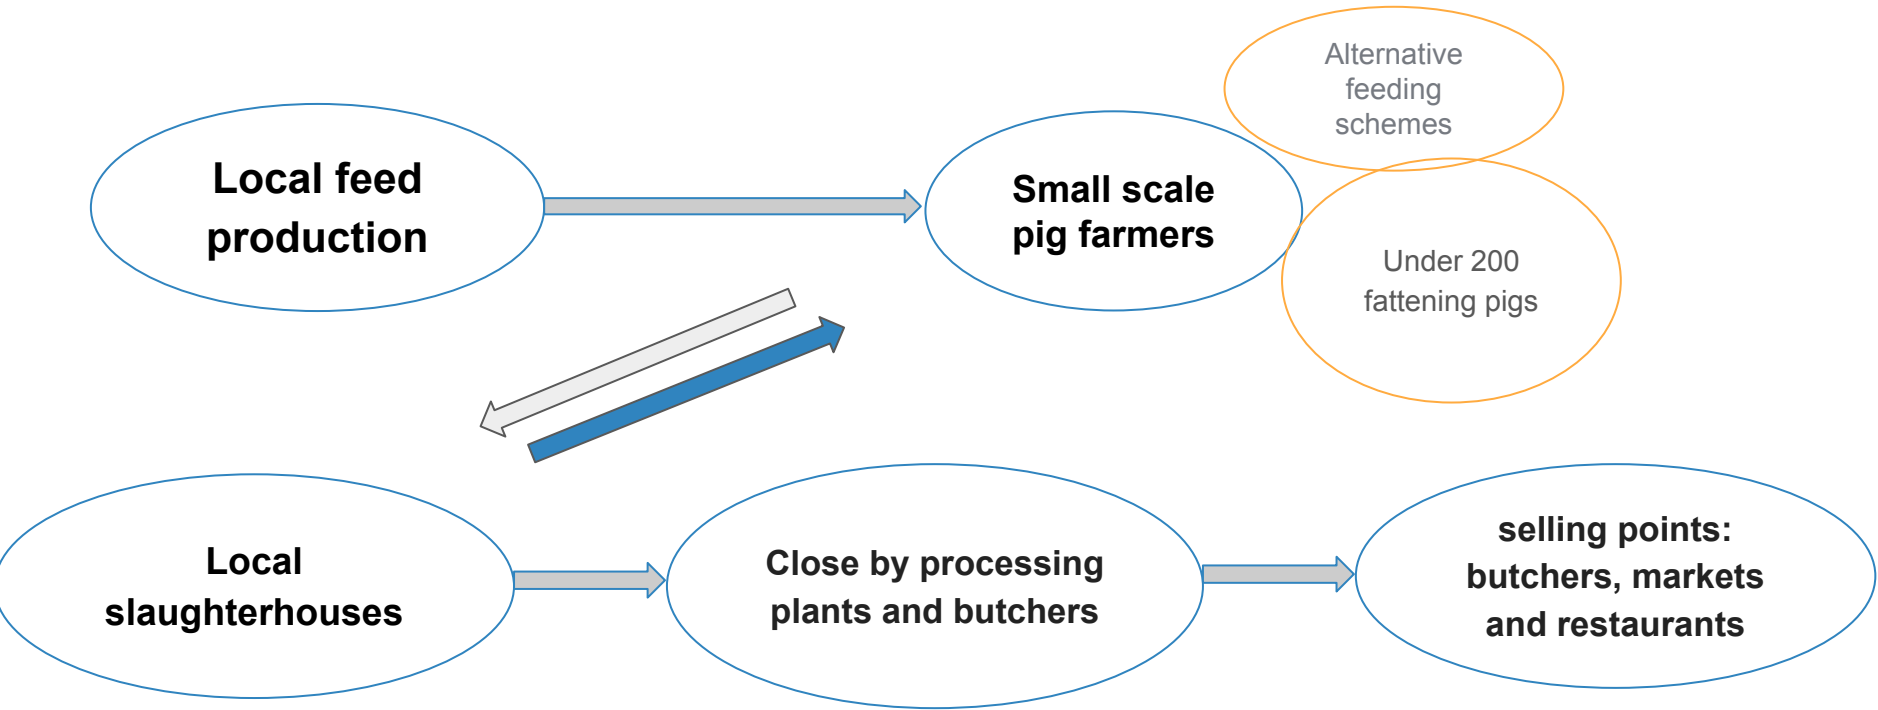 Alternative
feeding
schemes
Local feed
production
Small scale
pig farmers
Under 200
fattening pigs
Local
slaughterhouses
Close by processing
plants and butchers
selling points:
butchers, markets
and restaurants